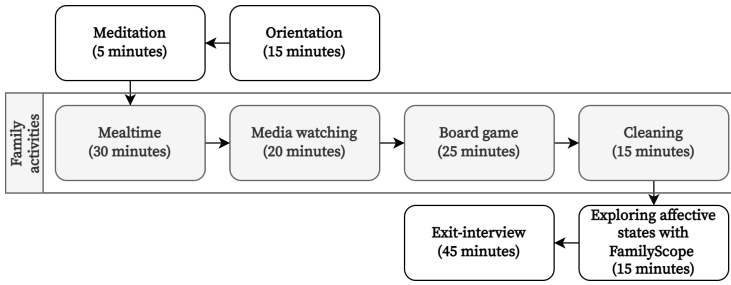 Meditation
(5 minutes)
Orientation
(15 minutes)
Family
activities
Mealtime
(30 minutes)
Media watching
(20 minutes)
Board game
(25 minutes)
Cleaning
(15 minutes)
Exit-interview
(45 minutes)
Exploring affective
states with
FamilyScope
(15 minutes)